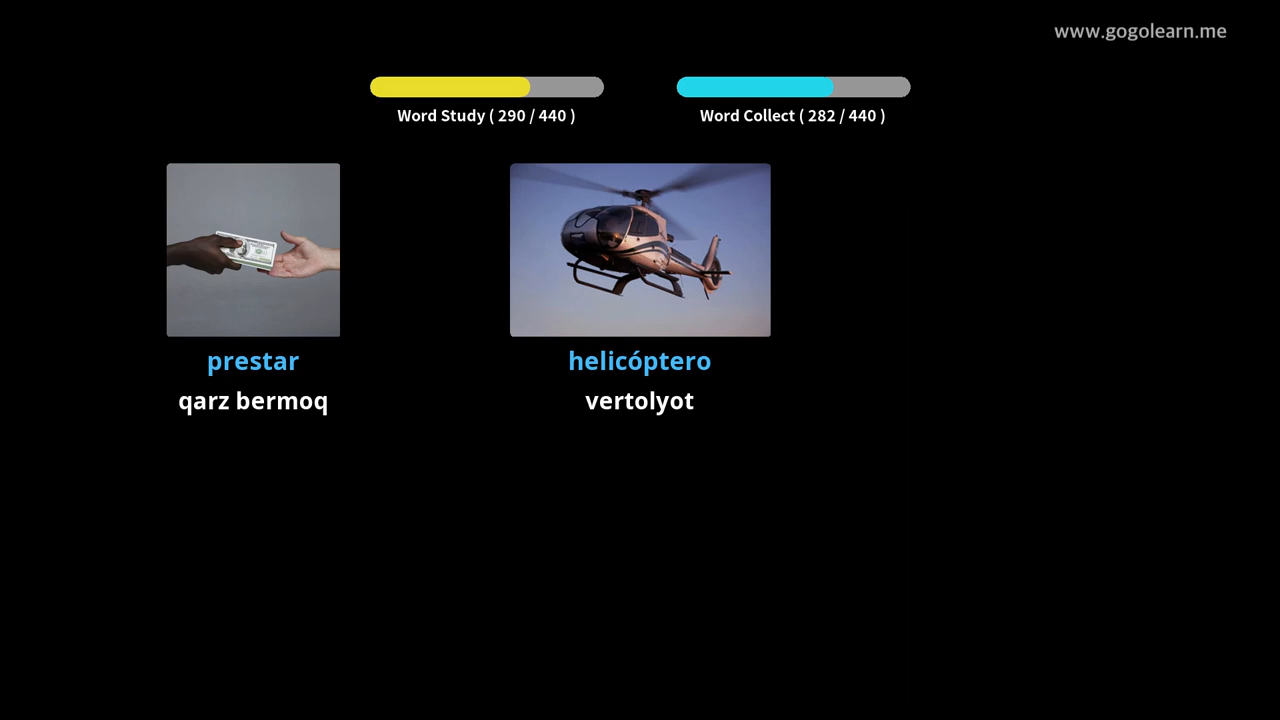 www.gogolearn.me
Word Study ( 290 / 440 )
Word Collect ( 282 / 440 )
prestar
qarz bermoq
helicóptero
vertolyot